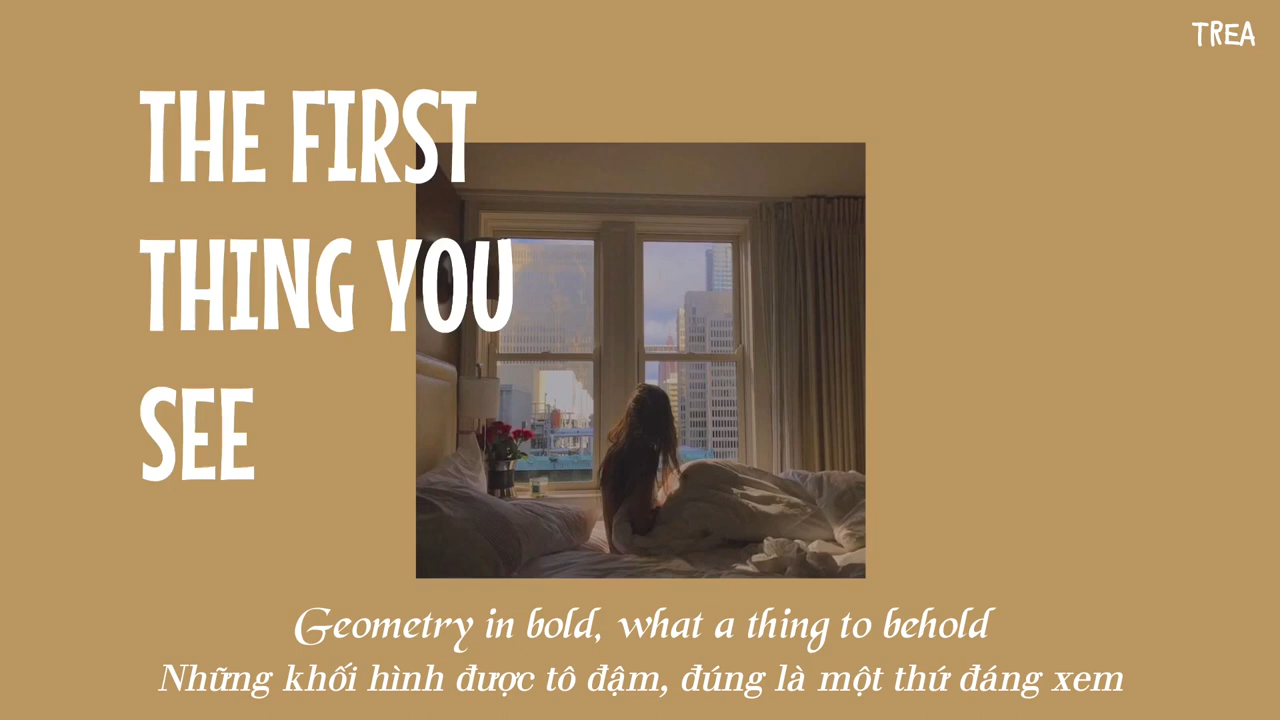 TREA
THE FIRST
THING YOU
SEE
Geometry in bold, what a thing to behold
Những khối hình được tô đậm, đúng là một thứ đáng xem